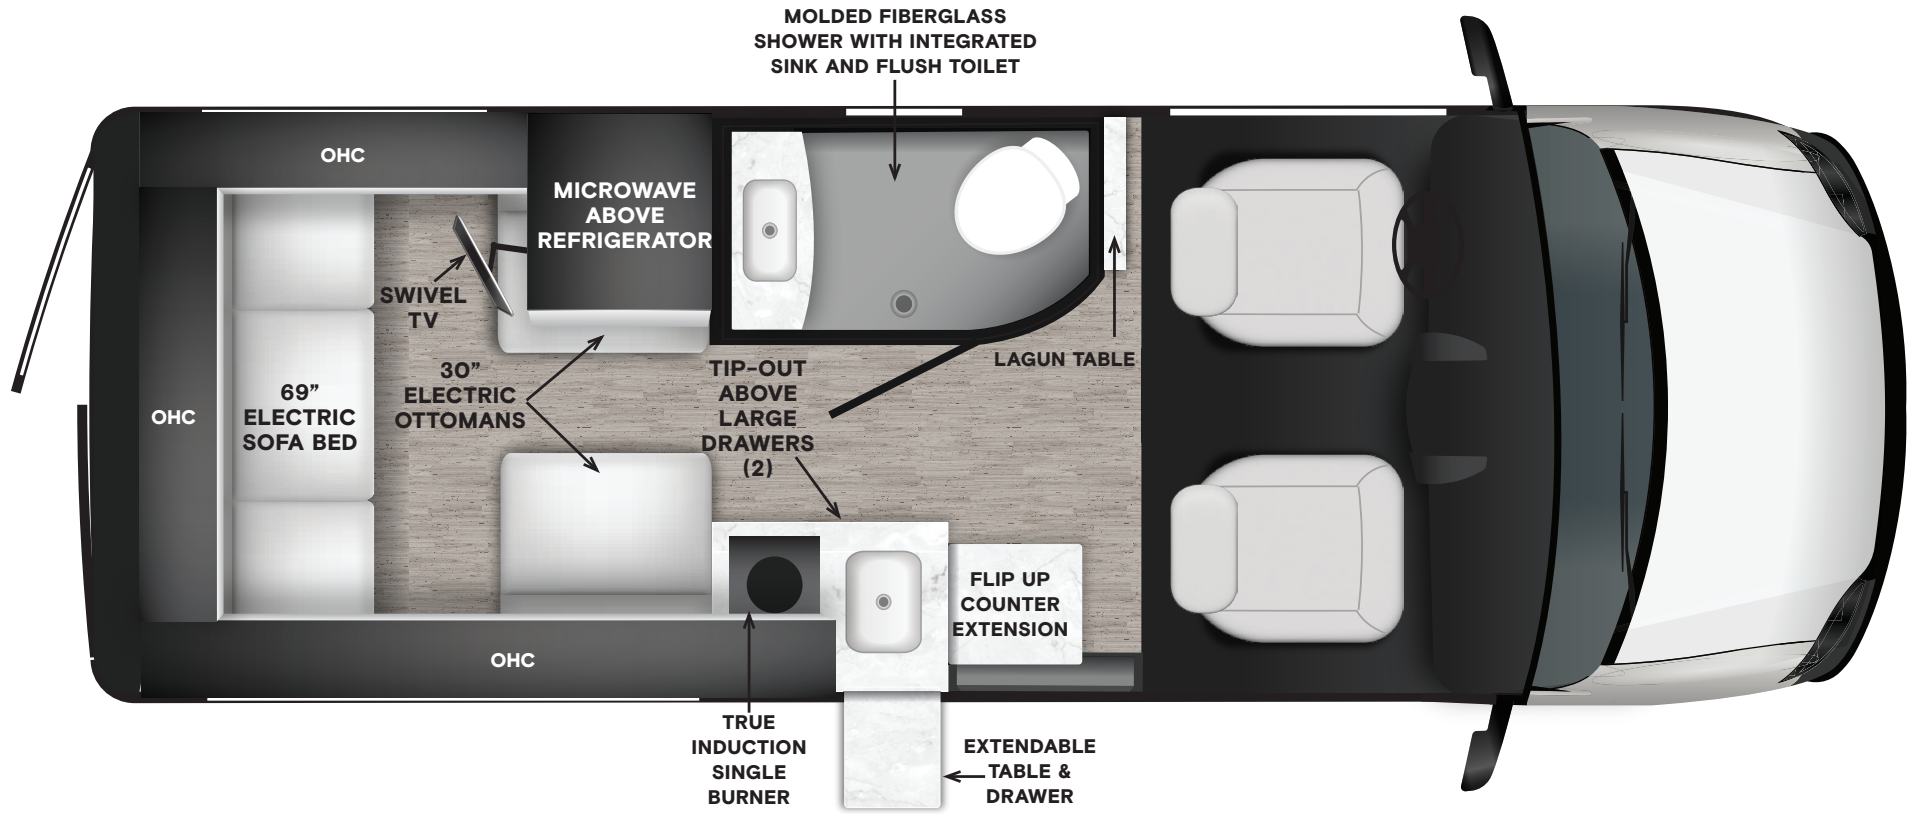 MOLDED FIBERGLASS
SHOWER WITH INTEGRATED
SINK AND FLUSH TOILET
OHC
MICROWAVE
ABOVE
REFRIGERATOR
SWIVEL
TV
LAGUN TABLE
30”
ELECTRIC
OTTOMANS
TIP-OUT
ABOVE
LARGE
DRAWERS
(2)
OHC
69”
ELECTRIC
SOFA BED
FLIP UP
COUNTER
EXTENSION
OHC
TRUE
INDUCTION
SINGLE
BURNER
EXTENDABLE
TABLE &
DRAWER